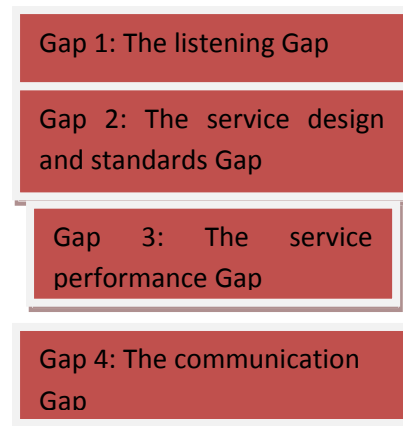 Gap 1: The listening Gap
Gap 2: The service design
and standards Gap
Gap 3: The service
performance Gap
Gap 4: The communication
Gap